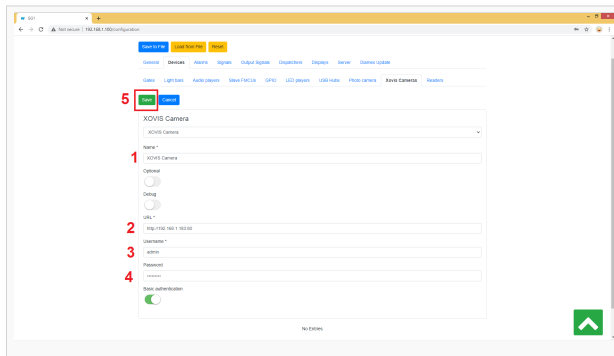 601
Not secure | 192.168.1.100/configuration
Save to File Load from File Reset
General Devices Alarms Signals Output Signals Dispatchers Displays Server Games Update
Gates Light bars Audio players Slave FMCUs GPIO LED players USB Hubs Photo camera Xovis Cameras Readers
5 Save Cancel
XOVIS Camera
XOVIS Camera
Name *
1 XOVIS Camera
Optional
Debug
URL *
2 http://192.168.1.193:80
Username *
3 admin
Password
4 ••••••••
Basic authentication
No Entries